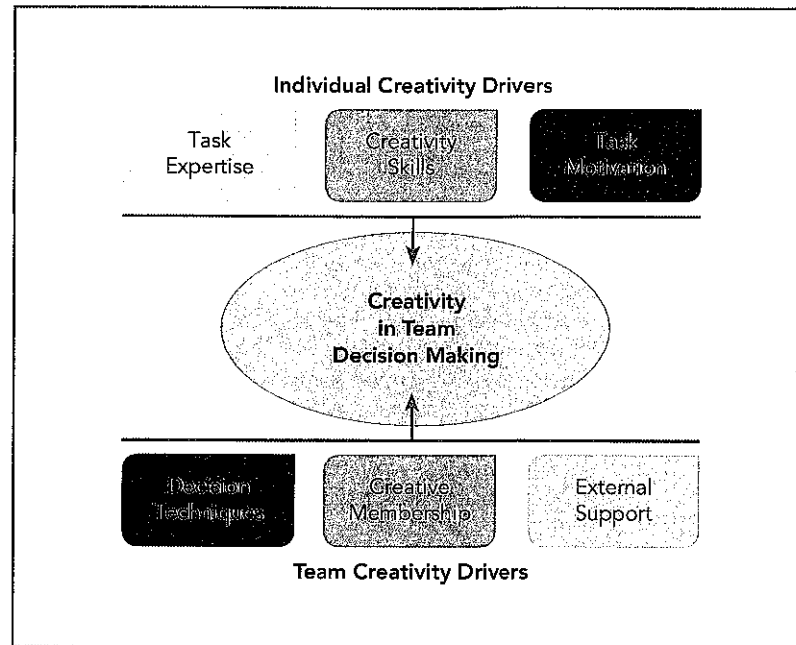 Individual Creativity Drivers
Task
Expertise
Creativity
Skills
Task
Motivation
Creativity
in Team
Decision Making
Decision
Techniques
Creative
Membership
External
Support
Team Creativity Drivers